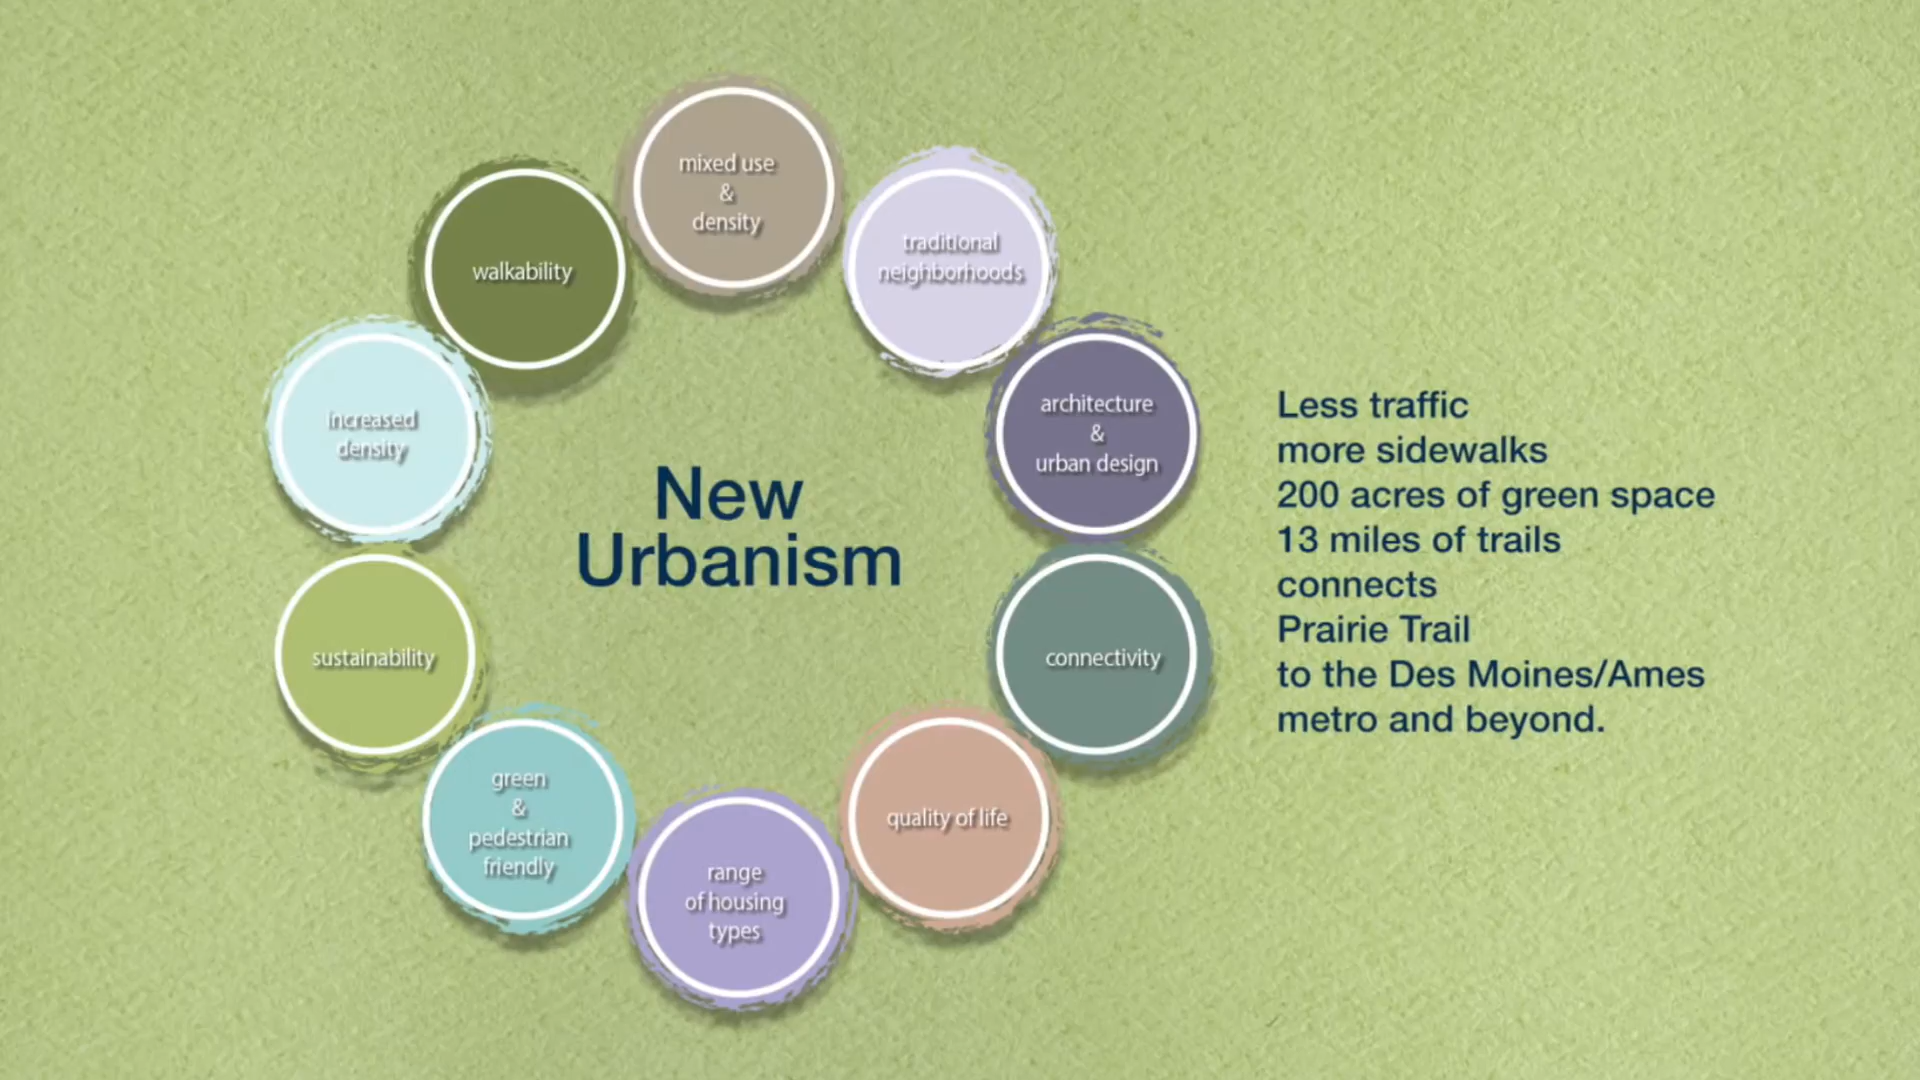 mixed use
&
density
traditional
neighborhoods
architecture
&
urban design
connectivity
quality of life
range
of housing
types
green
&
pedestrian
friendly
sustainability
increased
density
walkability
New
Urbanism
Less traffic
more sidewalks
200 acres of green space
13 miles of trails
connects
Prairie Trail
to the Des Moines/Ames
metro and beyond.